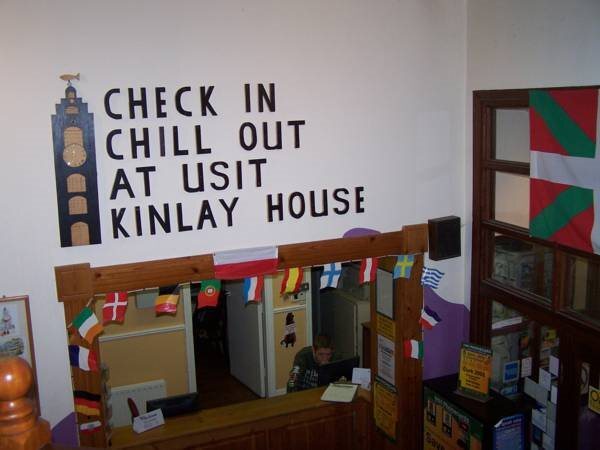 CHECK IN
CHILL OUT
AT USIT
KINLAY HOUSE